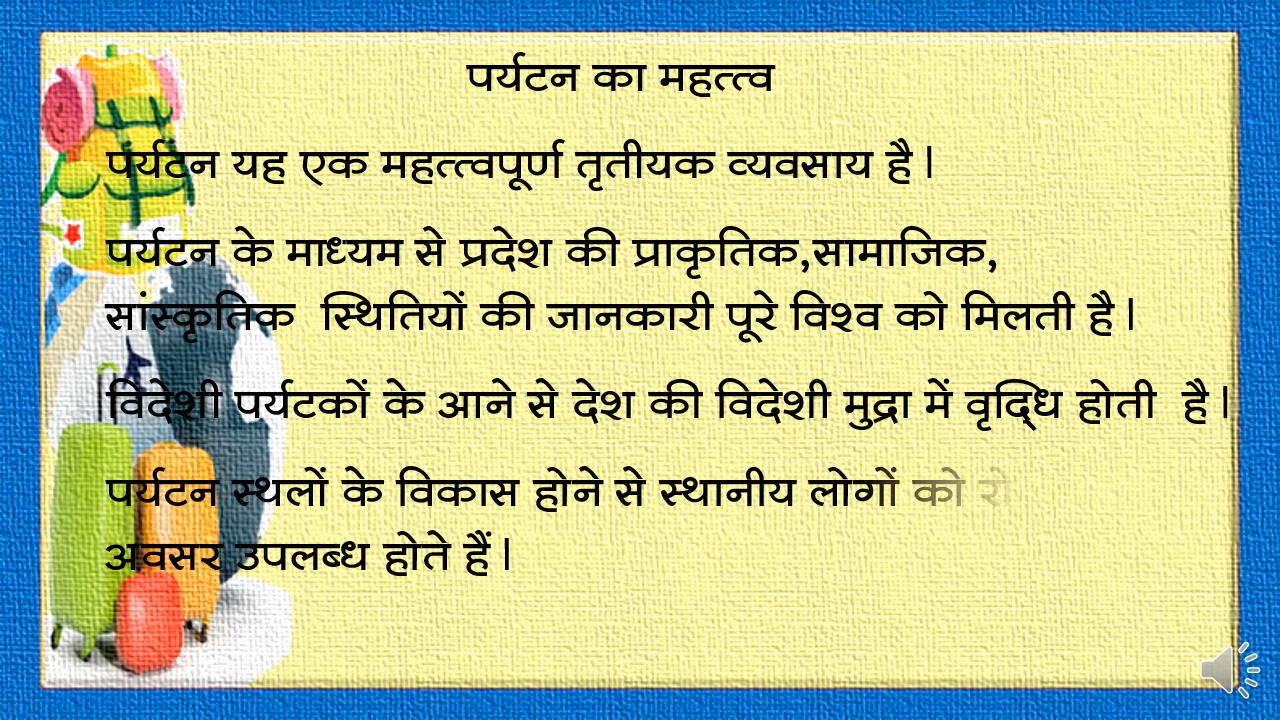 पर्यटन का महत्त्व
पर्यटन यह एक महत्त्वपूर्ण तृतीयक व्यवसाय है।
पर्यटन के माध्यम से प्रदेश की प्राकृतिक,सामाजिक,
सांस्कृतिक स्थितियों की जानकारी पूरे विश्व को मिलती है।
विदेशी पर्यटकों के आने से देश की विदेशी मुद्रा में वृद्धि होती है।
पर्यटन स्थलों के विकास होने से स्थानीय लोगों को
अवसर उपलब्ध होते हैं।